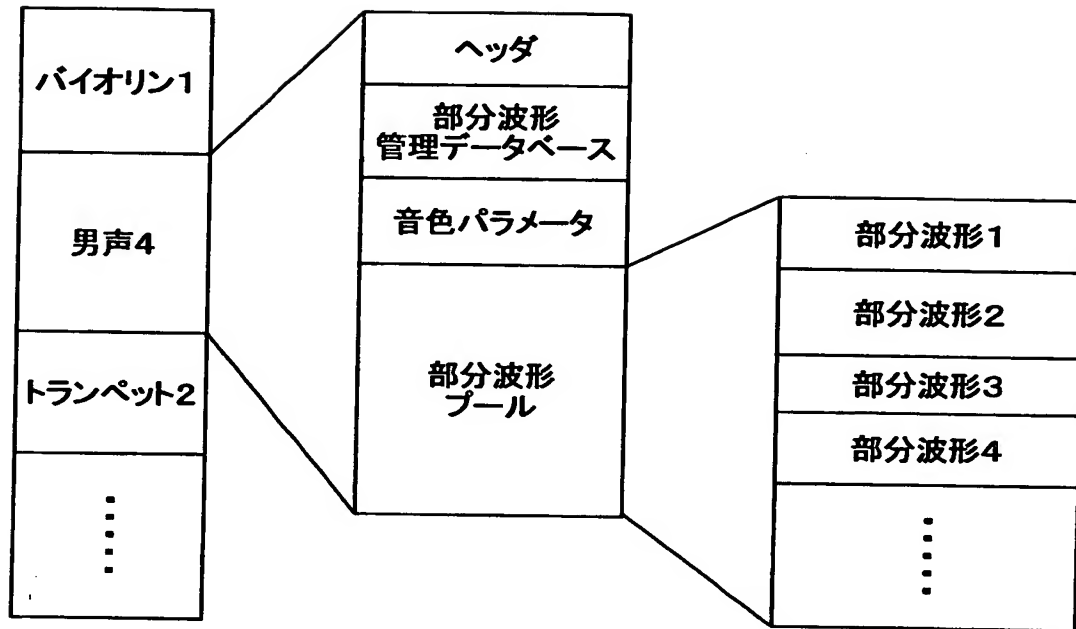 バイオリン1
男声4
トランペット2
ヘッダ
部分波形
管理データベース
音色パラメータ
部分波形
プール
部分波形1
部分波形2
部分波形3
部分波形4